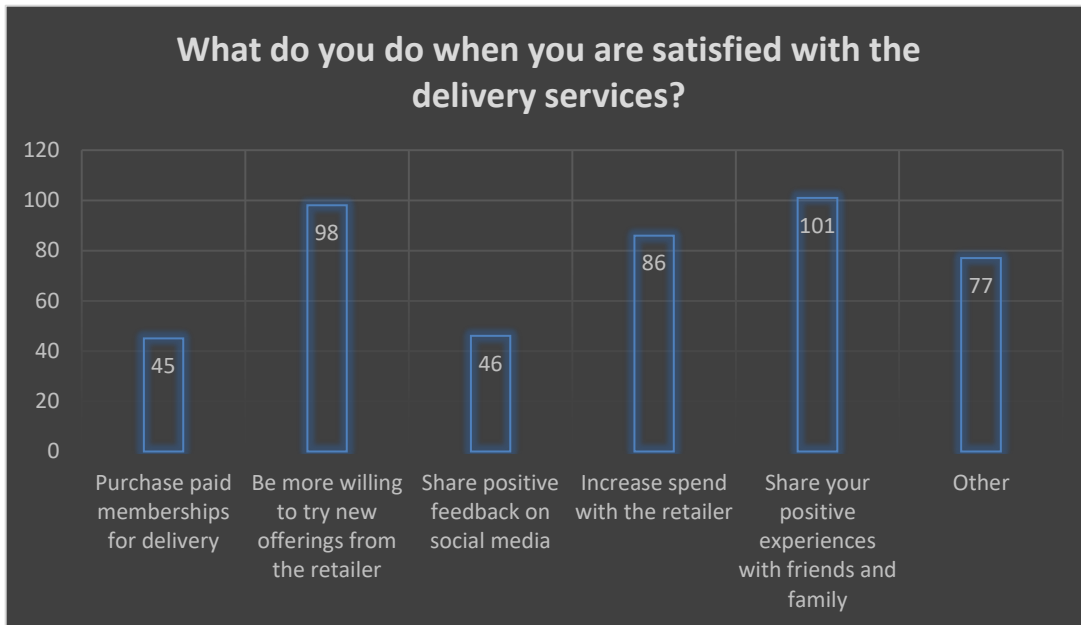 What do you do when you are satisfied with the
delivery services?
120
100
80
60
40
20
0
45
98
46
86
101
77
Purchase paid
memberships
for delivery
Be more willing
to try new
offerings from
the retailer
Share positive
feedback on
social media
Increase spend
with the retailer
Share your
positive
experiences
with friends and
family
Other